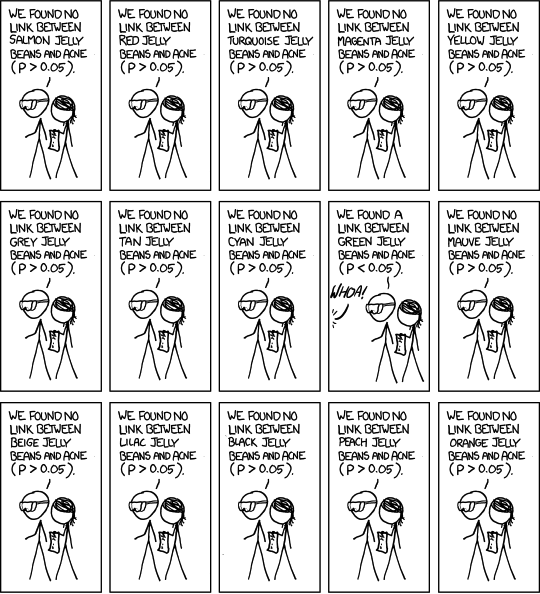 WE FOUND NO
LINK BETWEEN
SALMON JELLY
BEANS AND ACNE
(P > 0.05).
WE FOUND NO
LINK BETWEEN
RED JELLY
BEANS AND ACNE
(P > 0.05).
WE FOUND NO
LINK BETWEEN
TURQUOISE JELLY
BEANS AND ACNE
(P > 0.05).
WE FOUND NO
LINK BETWEEN
MAGENTA JELLY
BEANS AND ACNE
(P > 0.05).
WE FOUND NO
LINK BETWEEN
YELLOW JELLY
BEANS AND ACNE
(P > 0.05).
WE FOUND NO
LINK BETWEEN
GREY JELLY
BEANS AND ACNE
(P > 0.05).
WE FOUND NO
LINK BETWEEN
TAN JELLY
BEANS AND ACNE
(P > 0.05).
WE FOUND NO
LINK BETWEEN
CYAN JELLY
BEANS AND ACNE
(P > 0.05).
WE FOUND A
LINK BETWEEN
GREEN JELLY
BEANS AND ACNE
(P < 0.05).
WHOA!
WE FOUND NO
LINK BETWEEN
MAUVE JELLY
BEANS AND ACNE
(P > 0.05).
WE FOUND NO
LINK BETWEEN
BEIGE JELLY
BEANS AND ACNE
(P > 0.05).
WE FOUND NO
LINK BETWEEN
LILAC JELLY
BEANS AND ACNE
(P > 0.05).
WE FOUND NO
LINK BETWEEN
BLACK JELLY
BEANS AND ACNE
(P > 0.05).
WE FOUND NO
LINK BETWEEN
PEACH JELLY
BEANS AND ACNE
(P > 0.05).
WE FOUND NO
LINK BETWEEN
ORANGE JELLY
BEANS AND ACNE
(P > 0.05).